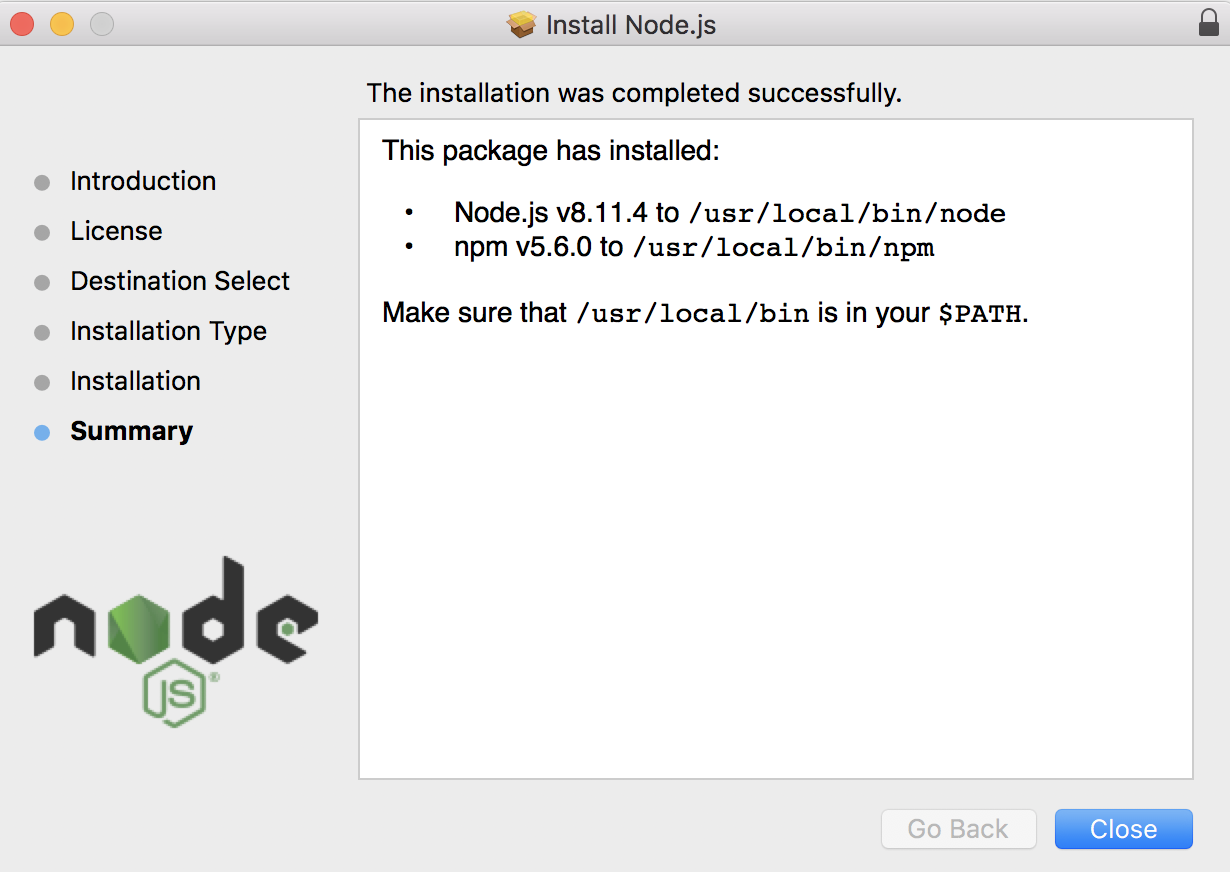 Install Node.js
The installation was completed successfully.
Introduction
License
Destination Select
Installation Type
Installation
Summary
This package has installed:
• Node.js v8.11.4 to /usr/local/bin/node
• npm v5.6.0 to /usr/local/bin/npm
Make sure that /usr/local/bin is in your $PATH.
node
JS®
Go Back
Close